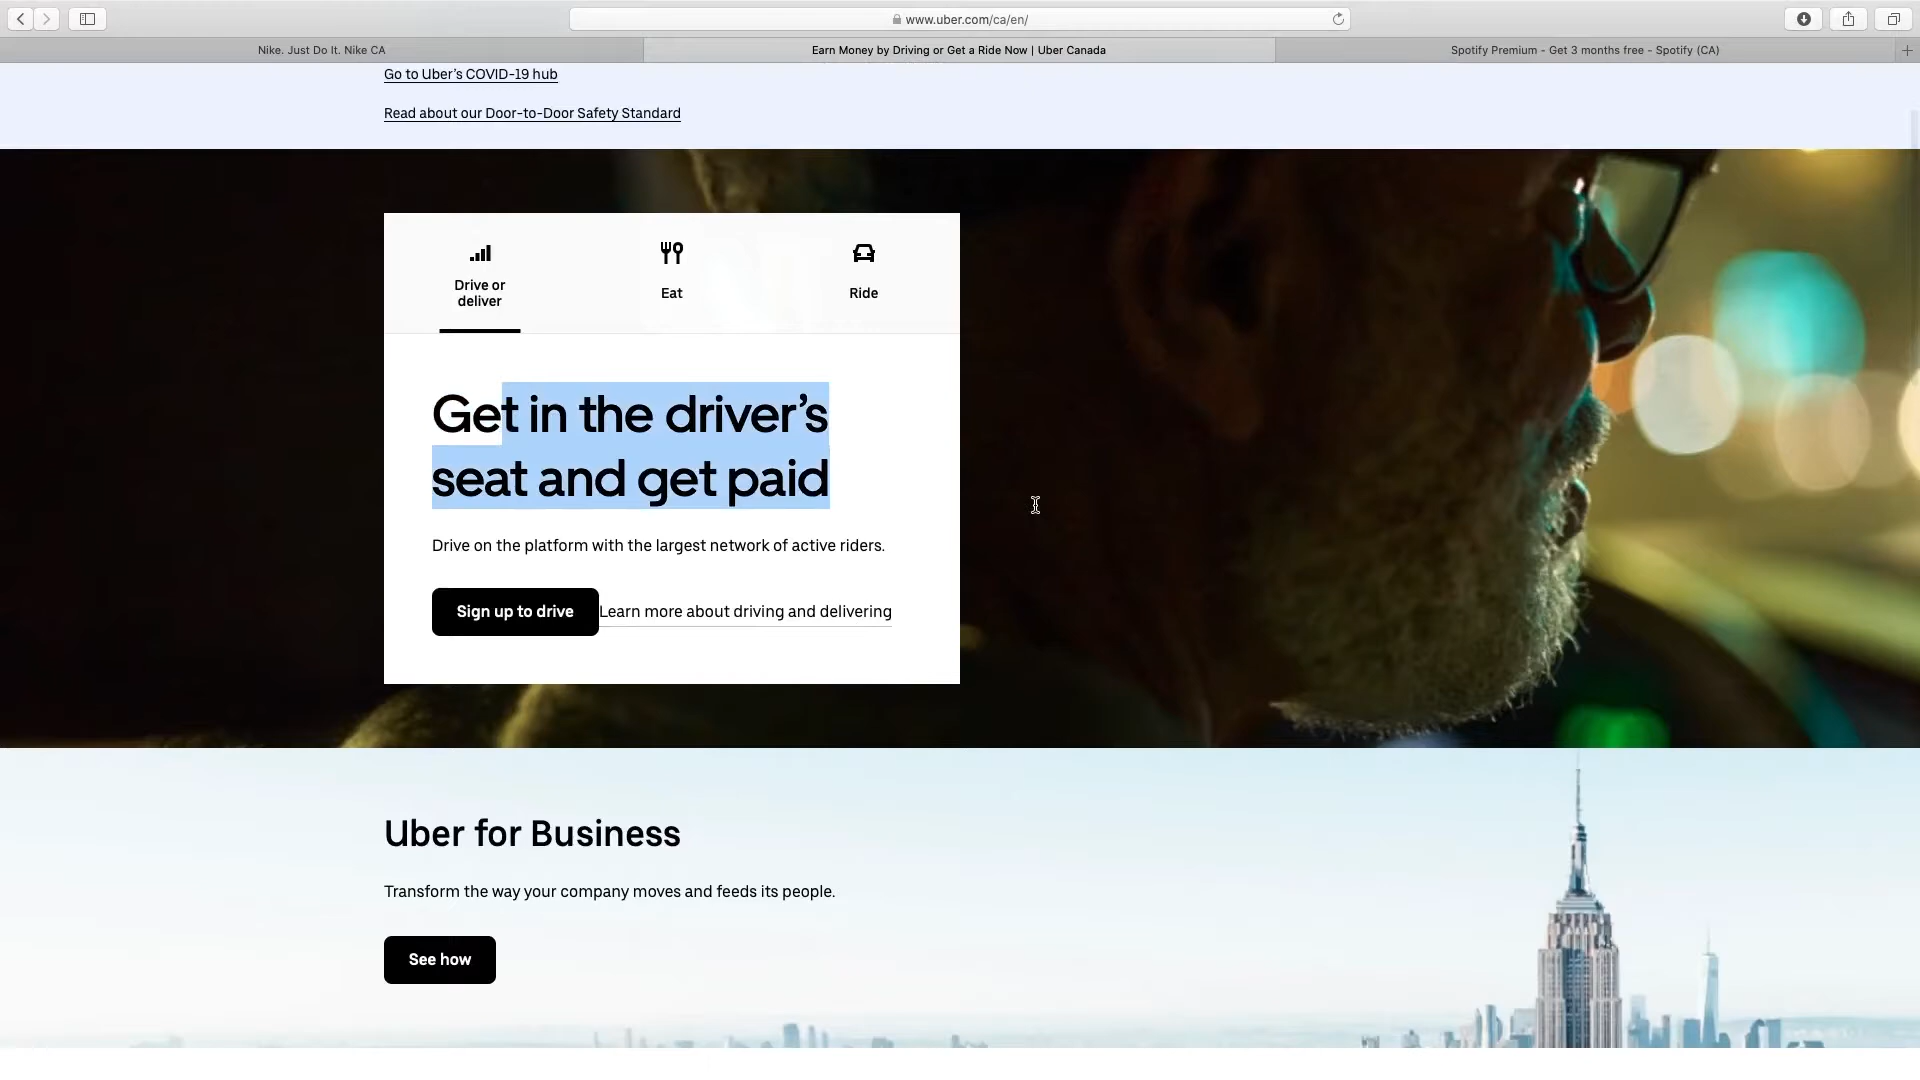 www.uber.com/ca/en/
Nike. Just Do It. Nike CA
Earn Money by Driving or Get a Ride Now | Uber Canada
Spotify Premium - Get 3 months free - Spotify (CA)
Go to Uber’s COVID-19 hub
Read about our Door-to-Door Safety Standard
Drive or
deliver
Eat
Ride
Get in the driver’s
seat and get paid
Drive on the platform with the largest network of active riders.
Sign up to drive
Learn more about driving and delivering
Uber for Business
Transform the way your company moves and feeds its people.
See how